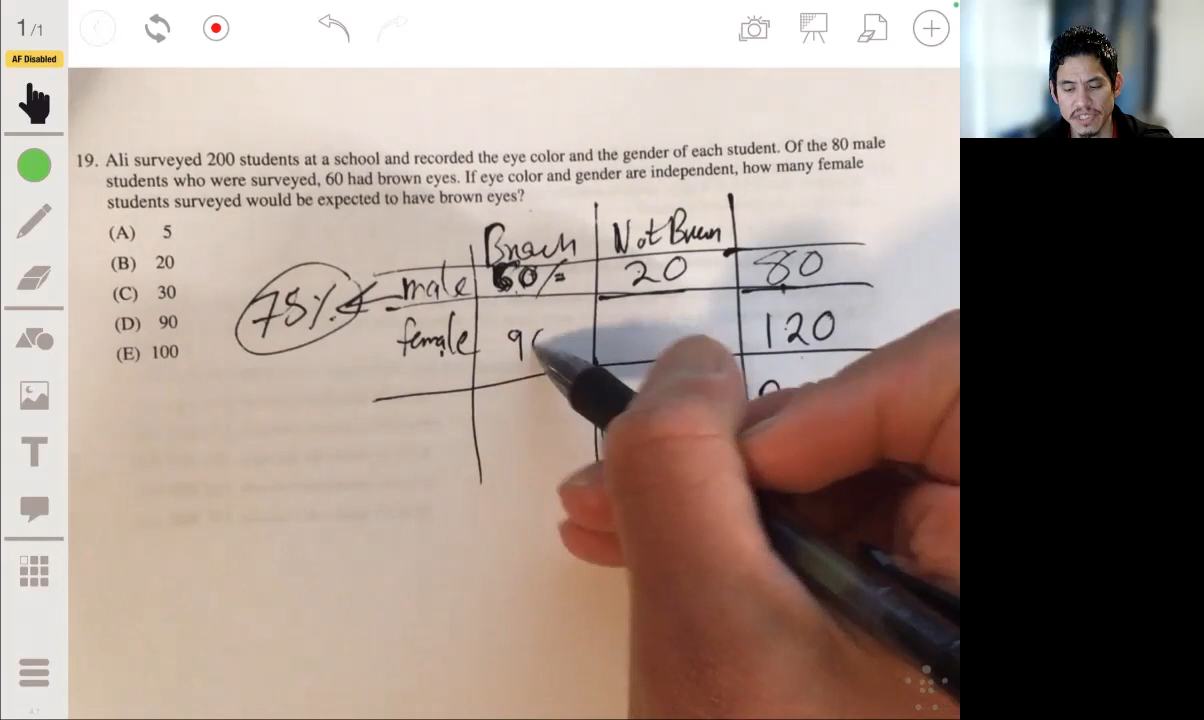 1/1
AF Disabled
19. Ali surveyed 200 students at a school and recorded the eye color and the gender of each student. Of the 80 male
students who were surveyed, 60 had brown eyes. If eye color and gender are independent, how many female
students surveyed would be expected to have brown eyes?
(A) 5
(B) 20
(C) 30
(D) 90
(E) 100
Not Brown
75% male 60 20 80
female 90 120
T